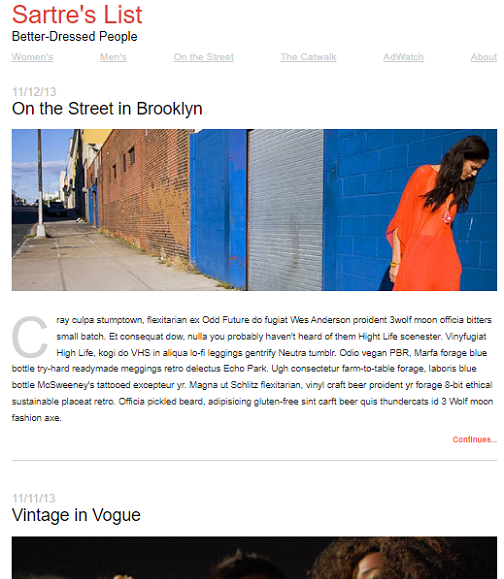 Sartre's List
Better-Dressed People
Women's Men's On the Street The Catwalk AdWatch About
11/12/13
On the Street in Brooklyn
Cray culpa stumptown, flexitarian ex Odd Future do fugiat Wes Anderson proident 3wolf moon officia bitters
small batch. Et consequat dow, nulla you probably haven't heard of them Hight Life scenester. Vinyfugiat
High Life, kogi do VHS in aliqua lo-fi leggings gentrify Neutra tumblr. Odio vegan PBR, Marfa forage blue
bottle try-hard readymade meggings retro delectus Echo Park. Ugh consectetur farm-to-table forage, laboris blue
bottle McSweeney's tattooed excepteur yr. Magna ut Schlitz flexitarian, vinyl craft beer proident yr forage 8-bit ethical
sustainable placeat retro. Officia pickled beard, adipisicing gluten-free sint carft beer quis thundercats id 3 Wolf moon
fashion axe.
Continues...
11/11/13
Vintage in Vogue